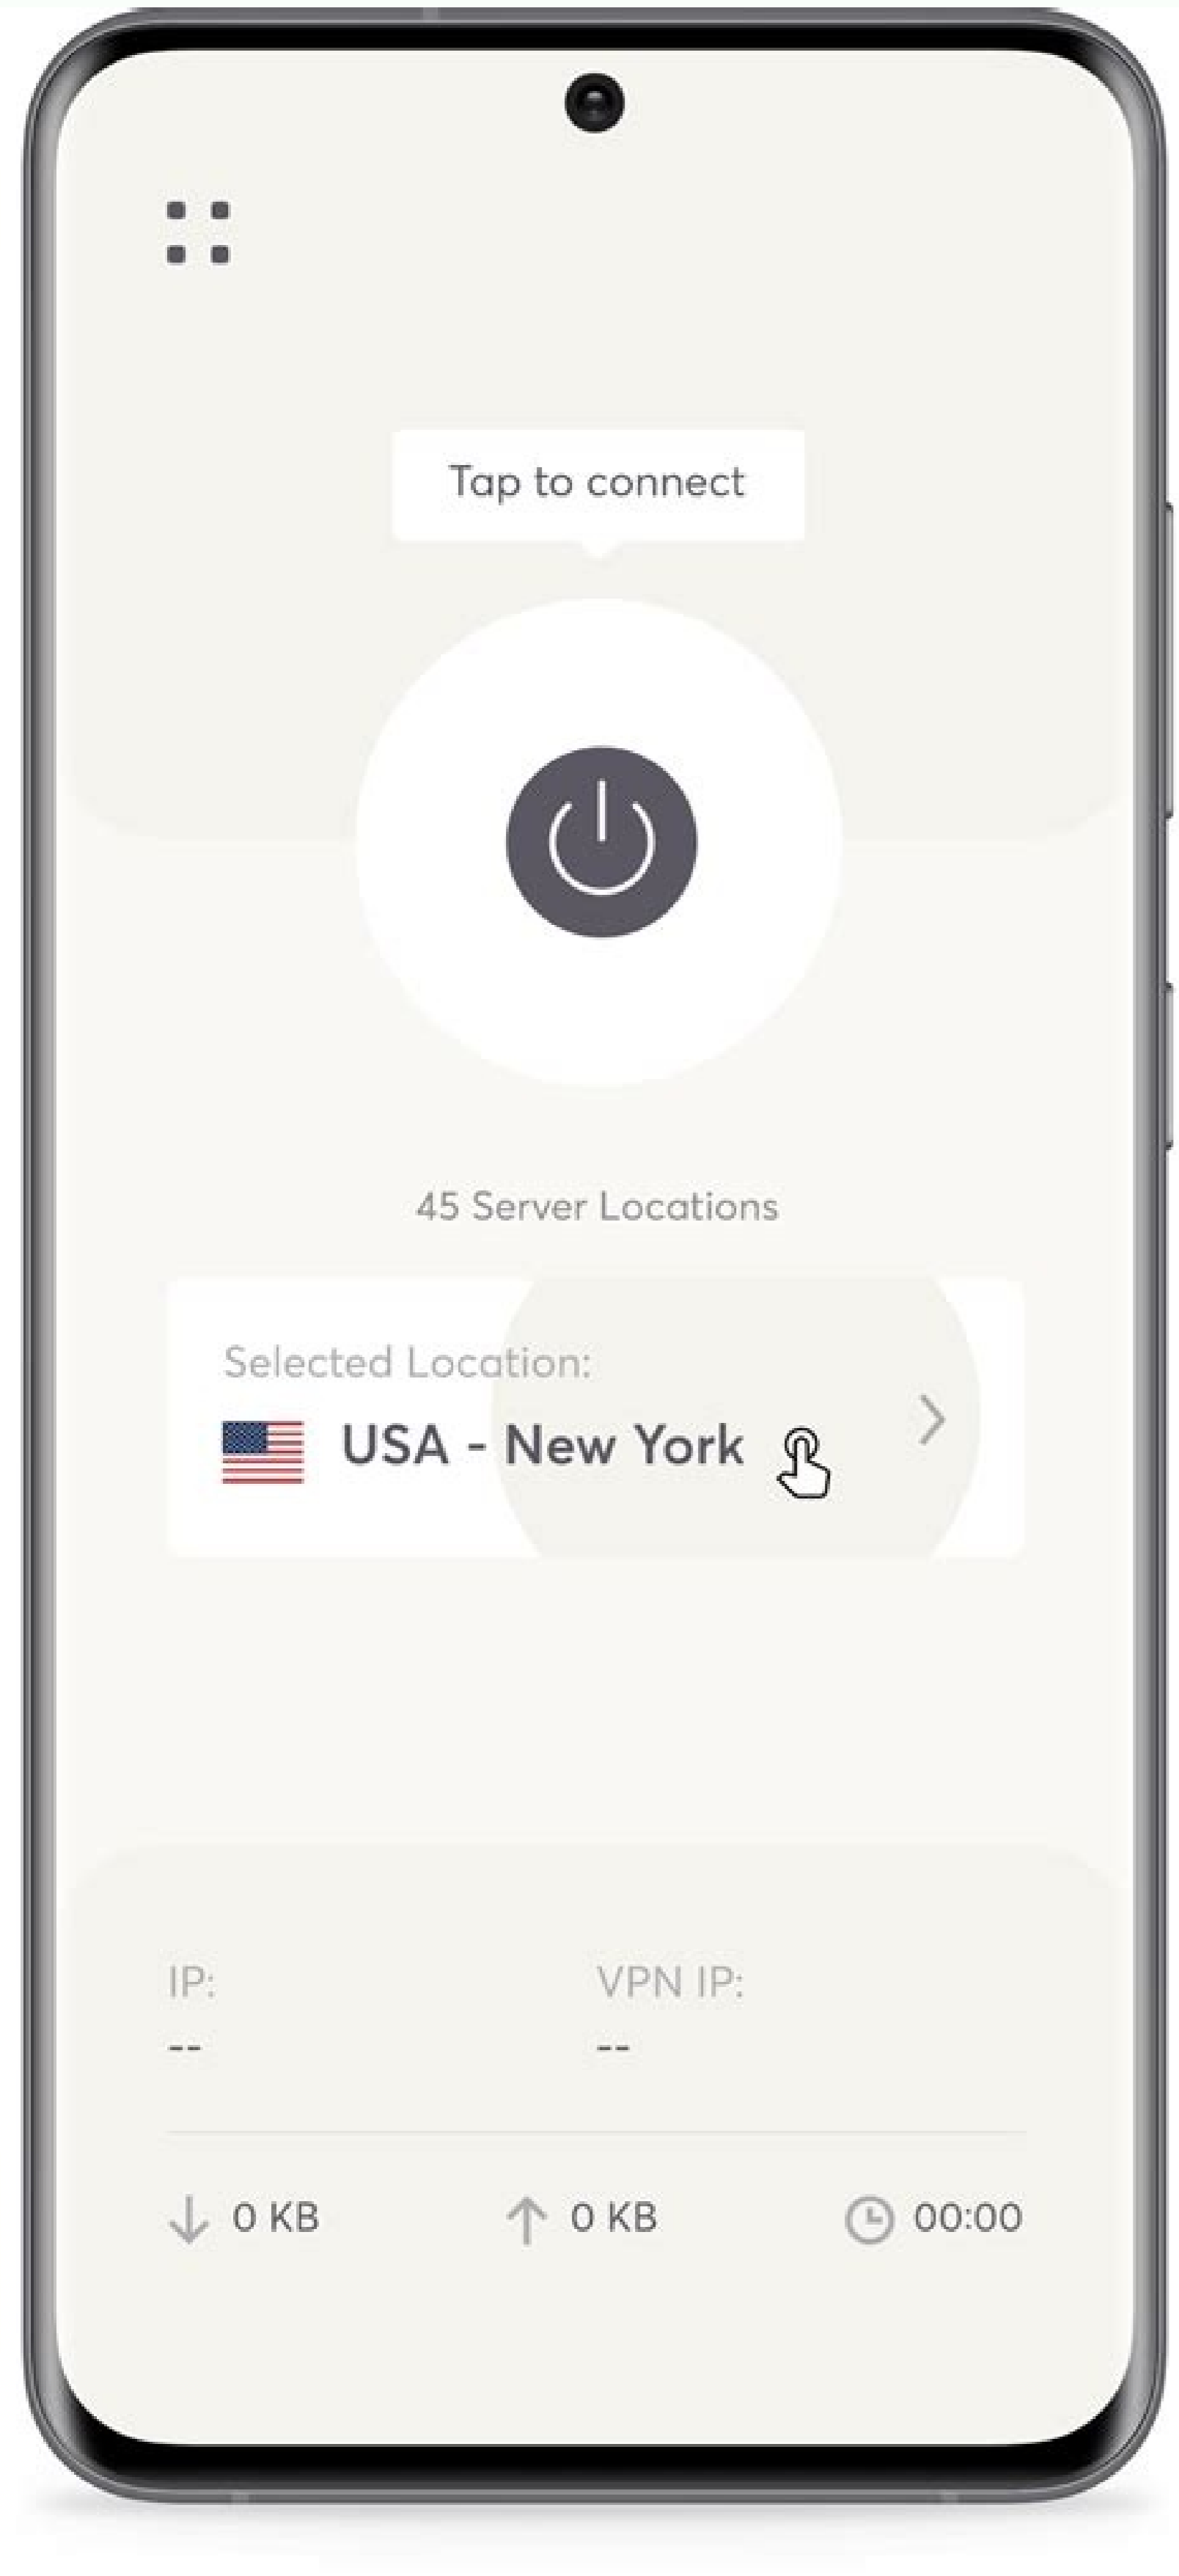 Tap to connect
45 Server Locations
Selected Location:
USA - New York
IP:
VPN IP:
--
--
0 KB
0 KB
00:00